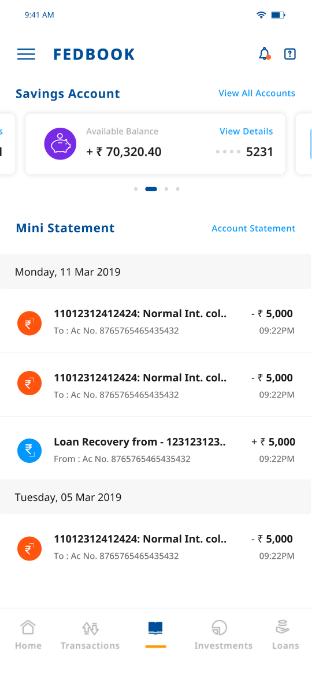 9:41 AM
FEDBOOK
Savings Account
View All Accounts
Available Balance
View Details
+ ₹ 70,320.40
5231
Mini Statement
Account Statement
Monday, 11 Mar 2019
11012312412424: Normal Int. col..
- ₹ 5,000
To : Ac No. 8765765465435432
09:22PM
11012312412424: Normal Int. col..
- ₹ 5,000
To : Ac No. 8765765465435432
09:22PM
Loan Recovery from - 123123123..
+ ₹ 5,000
From : Ac No. 8765765465435432
09:22PM
Tuesday, 05 Mar 2019
11012312412424: Normal Int. col..
- ₹ 5,000
To : Ac No. 8765765465435432
09:22PM
Home
Transactions
Investments
Loans